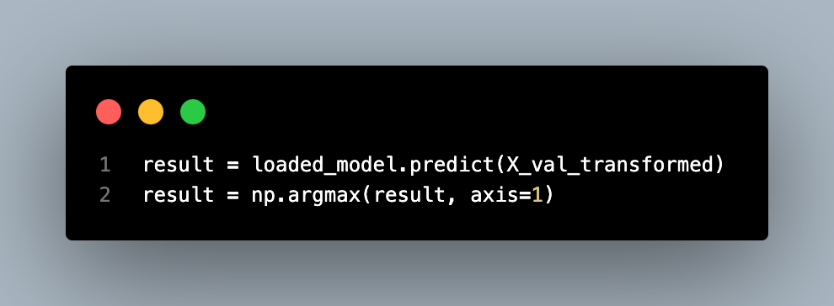 1 result = loaded_model.predict(X_val_transformed)
2 result = np.argmax(result, axis=1)